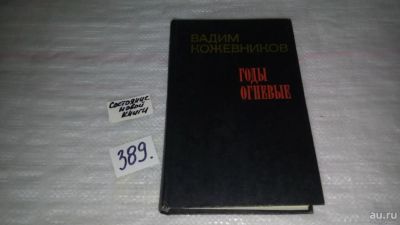 ВАДИМ
КОЖЕВНИКОВ
ГОДЫ
ОГНЕВЫЕ
Состояние
новой
книги
389.
au.ru